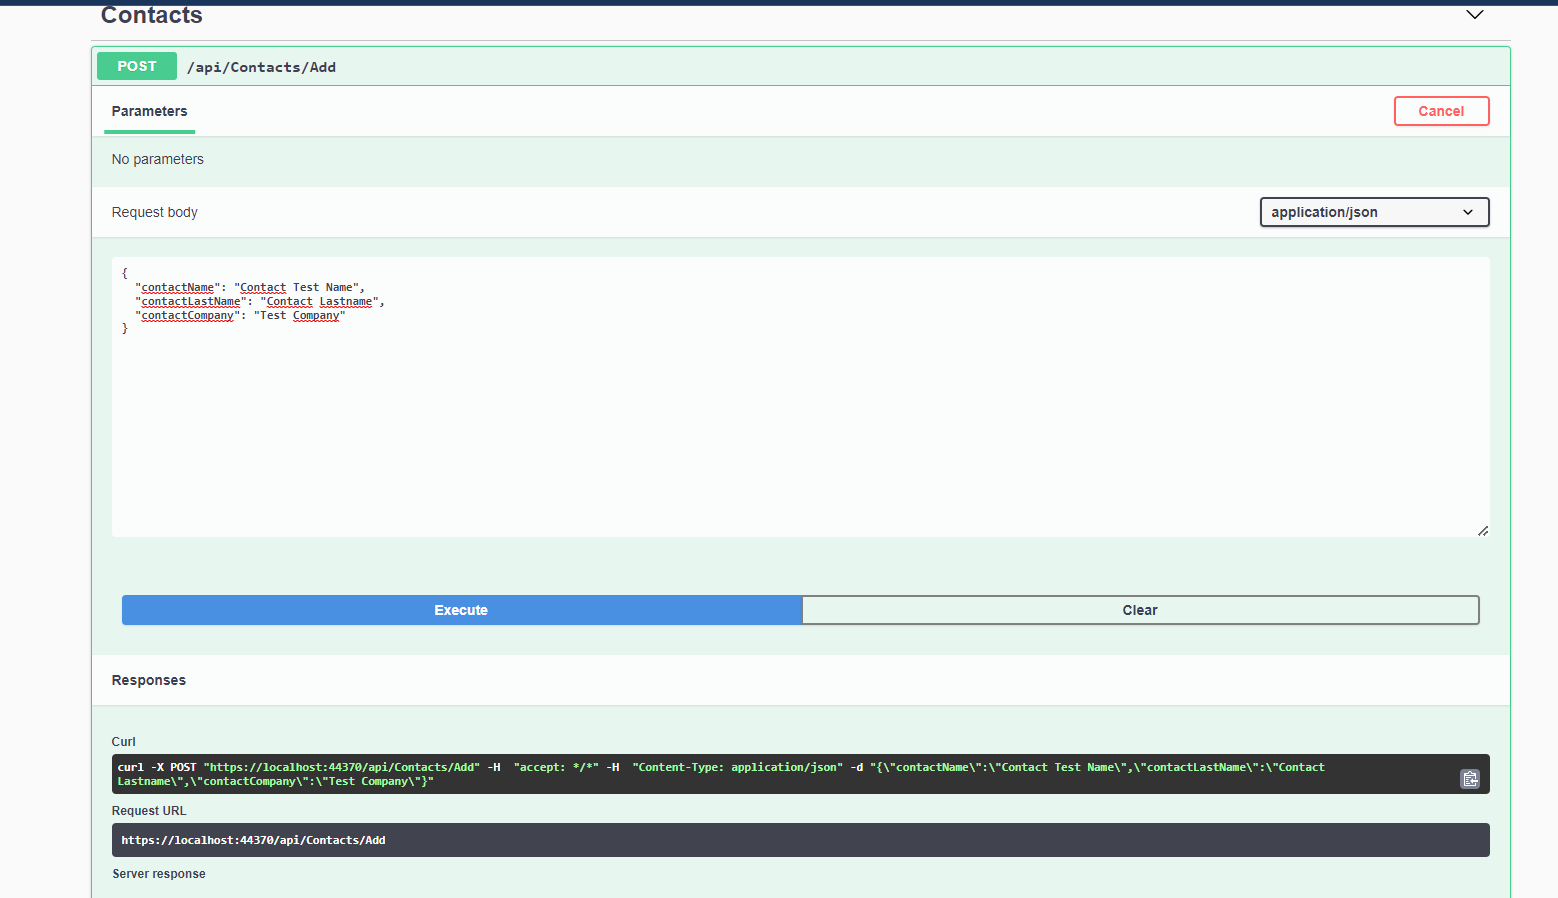 Contacts
POST /api/Contacts/Add
Parameters
Cancel
No parameters
Request body
application/json
{
"contactName": "Contact Test Name",
"contactLastName": "Contact Lastname",
"contactCompany": "Test Company"
}
Execute
Clear
Responses
Curl
curl -X POST "https://localhost:44370/api/Contacts/Add" -H  "accept: */*" -H  "Content-Type: application/json" -d "{\"contactName\":\"Contact Test Name\",\"contactLastName\":\"Contact
Lastname\",\"contactCompany\":\"Test Company\"}"
Request URL
https://localhost:44370/api/Contacts/Add
Server response